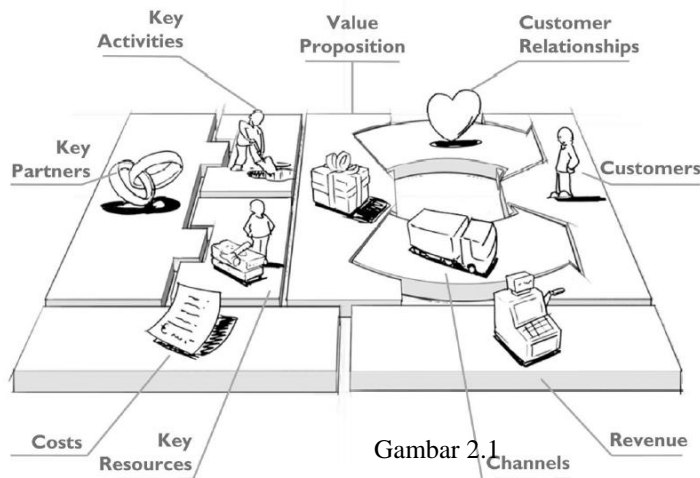 Key
Activities
Value
Proposition
Customer
Relationships
Key
Partners
Customers
Costs
Key
Resources
Gambar 2.1
Channels
Revenue